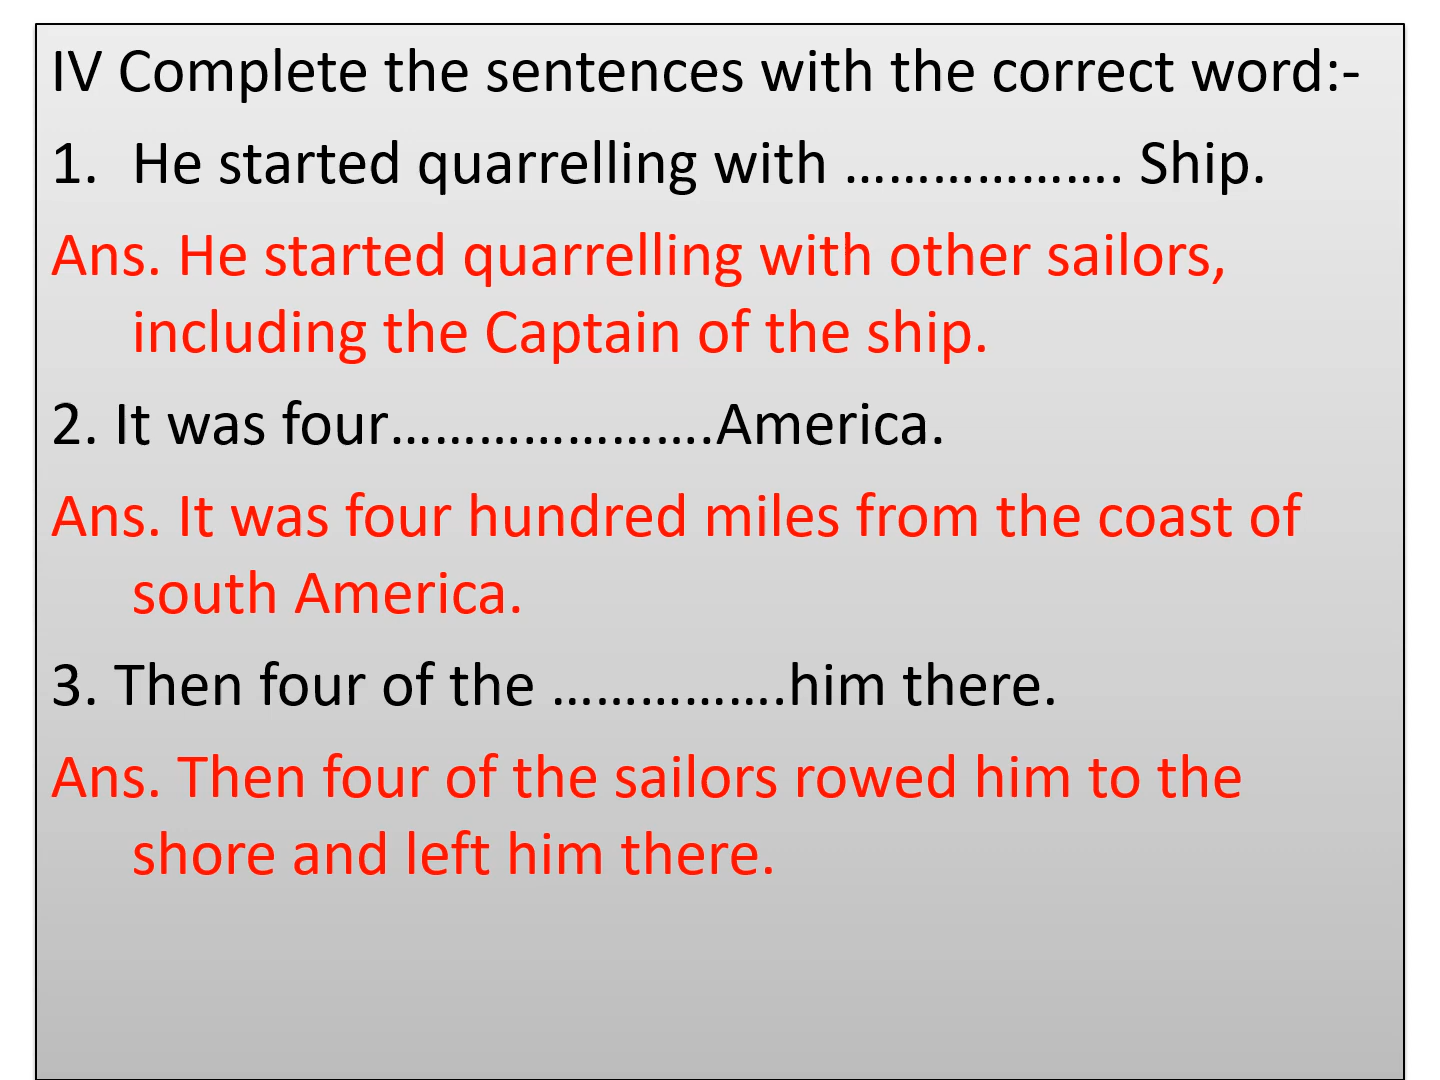 IV Complete the sentences with the correct word:-
1. He started quarrelling with ………………. Ship.
Ans. He started quarrelling with other sailors,
including the Captain of the ship.
2. It was four………………….America.
Ans. It was four hundred miles from the coast of
south America.
3. Then four of the …………….him there.
Ans. Then four of the sailors rowed him to the
shore and left him there.